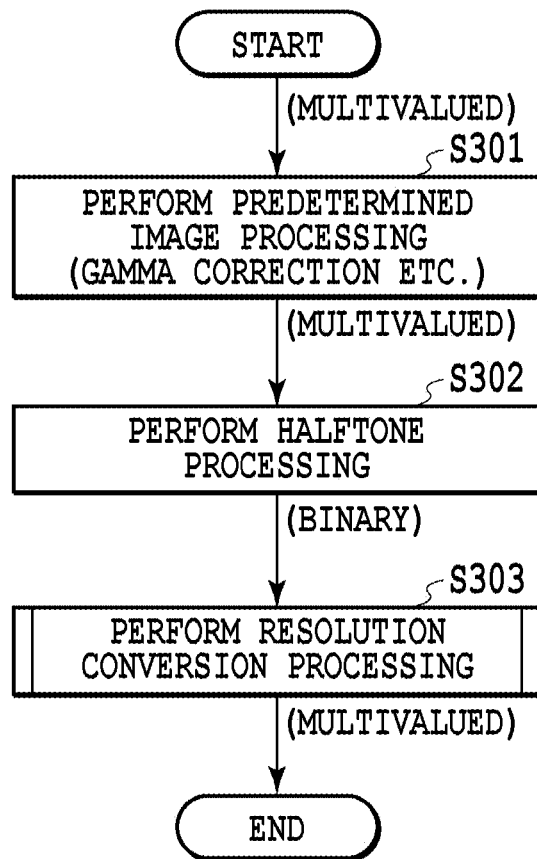 START
(MULTIVALUED)
S301
PERFORM PREDETERMINED
IMAGE PROCESSING
(GAMMA CORRECTION ETC.)
(MULTIVALUED)
S302
PERFORM HALFTONE
PROCESSING
(BINARY)
S303
PERFORM RESOLUTION
CONVERSION PROCESSING
(MULTIVALUED)
END